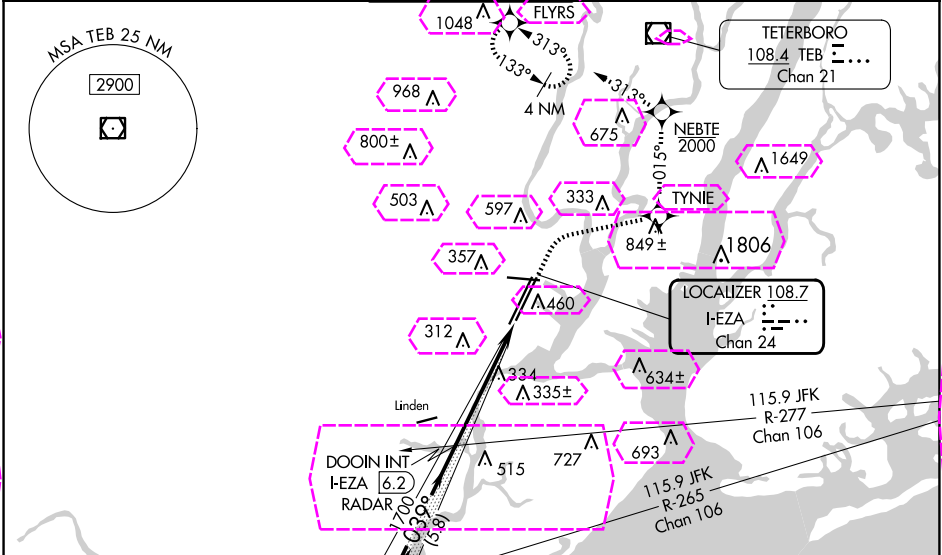 MSA TEB 25 NM
2900
1048
FLYRS
313°
133°
4 NM
TETERBORO
108.4 TEB
Chan 21
968
313°
675
NEBTE
2000
800±
015°
1649
503
597
333
TYNIE
849±
1806
357
LOCALIZER 108.7
I-EZA
Chan 24
460
312
334
335±
634±
Linden
115.9 JFK
R-277
Chan 106
DOOIN INT
I-EZA 6.2
RADAR
515
727
693
115.9 JFK
R-265
Chan 106
1700
039°
(5.8)